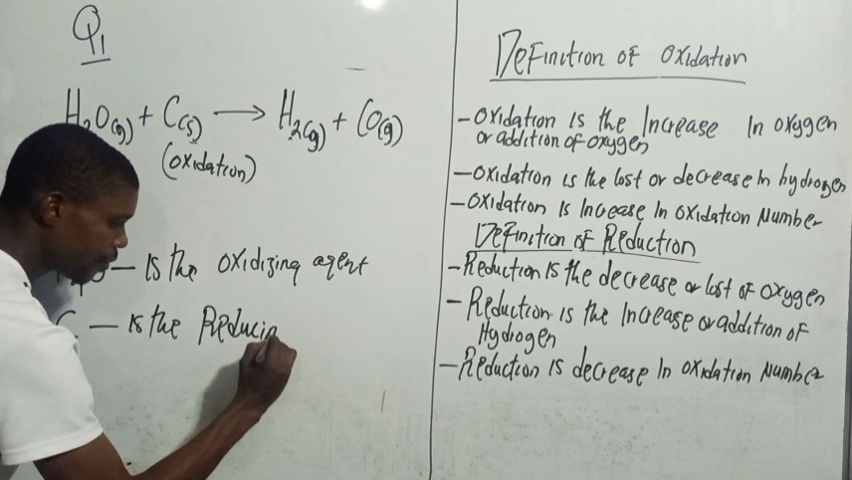 Q1
H2O(g) + C(s) → H2(g) + CO(g)
(oxidation)
— is the oxidizing agent
C — is the Reducin
Definition of oxidation
- oxidation is the Increase In oxygen
or addition of oxygen
- oxidation is the lost or decrease In hydrogen
- oxidation is Increase In oxidation Number
Definition of Reduction
- Reduction is the decrease or lost of oxygen
- Reduction is the Increase or addition of
Hydrogen
- Reduction is decrease In oxidation Number